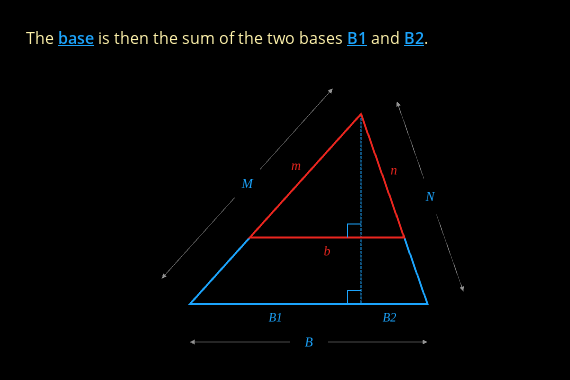 The base is then the sum of the two bases B1 and B2.
m
n
M
N
b
B1
B2
B